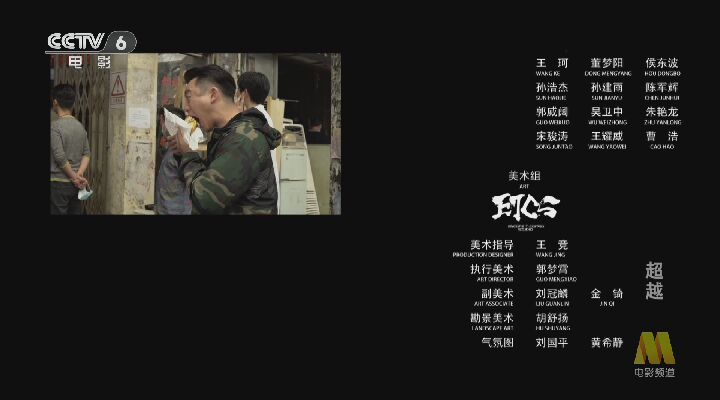 CCTV 6
电影
王 珂 董梦阳 侯东波
WANG KE DONG MENGYANG HOU DONGBO
孙浩杰 孙建雨 陈军辉
SUN HAOJIE SUN JIANYU CHEN JUNHUI
郭威阔 吴卫中 朱艳龙
GUO WEIKUO WU WEIZHONG ZHU YANLONG
宋骏涛 王耀威 曹 浩
SONG JUNTAO WANG YAOWEI CAO HAO
美术组
ART
美术指导 王 竞
PRODUCTION DESIGNER WANG JING
执行美术 郭梦霄
ART DIRECTOR GUO MENGXIAO
副美术 刘冠麟 金 锜
ART ASSOCIATE LIU GUANLIN JIN QI
勘景美术 胡舒扬
LANDSCAPE ART HU SHUYANG
气氛图 刘国平 黄希静
超越
电影频道